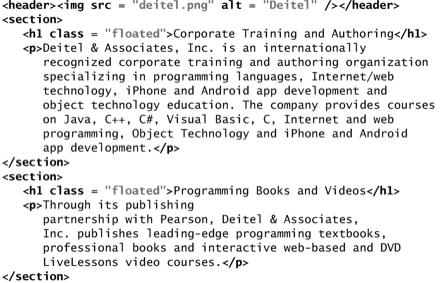 <header><img src = "deitel.png" alt = "Deitel" /></header>
<section>
<h1 class = "floated">Corporate Training and Authoring</h1>
<p>Deitel & Associates, Inc. is an internationally
recognized corporate training and authoring organization
specializing in programming languages, Internet/web
technology, iPhone and Android app development and
object technology education. The company provides courses
on Java, C++, C#, Visual Basic, C, Internet and web
programming, Object Technology and iPhone and Android
app development.</p>
</section>
<section>
<h1 class = "floated">Programming Books and Videos</h1>
<p>Through its publishing
partnership with Pearson, Deitel & Associates,
Inc. publishes leading-edge programming textbooks,
professional books and interactive web-based and DVD
LiveLessons video courses.</p>
</section>